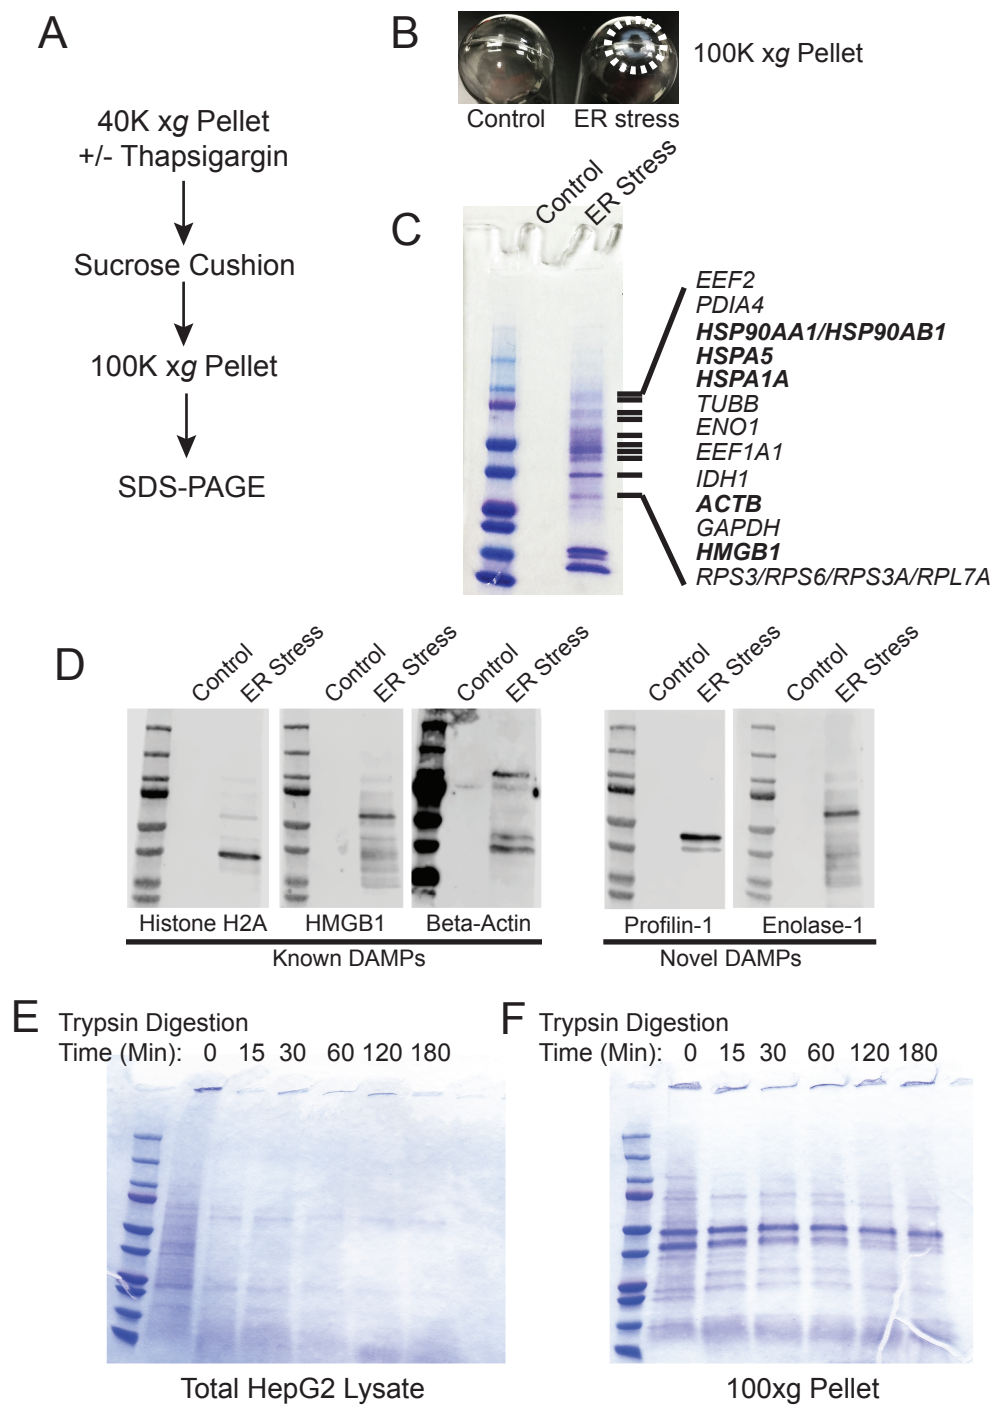 A
40K xg Pellet
+/- Thapsigargin
Sucrose Cushion
100K xg Pellet
SDS-PAGE
B
100K xg Pellet
Control ER stress
C
Control
ER Stress
EEF2
PDIA4
HSP90AA1/HSP90AB1
HSPA5
HSPA1A
TUBB
ENO1
EEF1A1
IDH1
ACTB
GAPDH
HMGB1
RPS3/RPS6/RPS3A/RPL7A
D
Control
ER Stress
Control
ER Stress
Control
ER Stress
Control
ER Stress
Control
ER Stress
Histone H2A HMGB1 Beta-Actin
Known DAMPs
Profilin-1 Enolase-1
Novel DAMPs
E
Trypsin Digestion
Time (Min): 0 15 30 60 120 180
Total HepG2 Lysate
F
Trypsin Digestion
Time (Min): 0 15 30 60 120 180
100xg Pellet